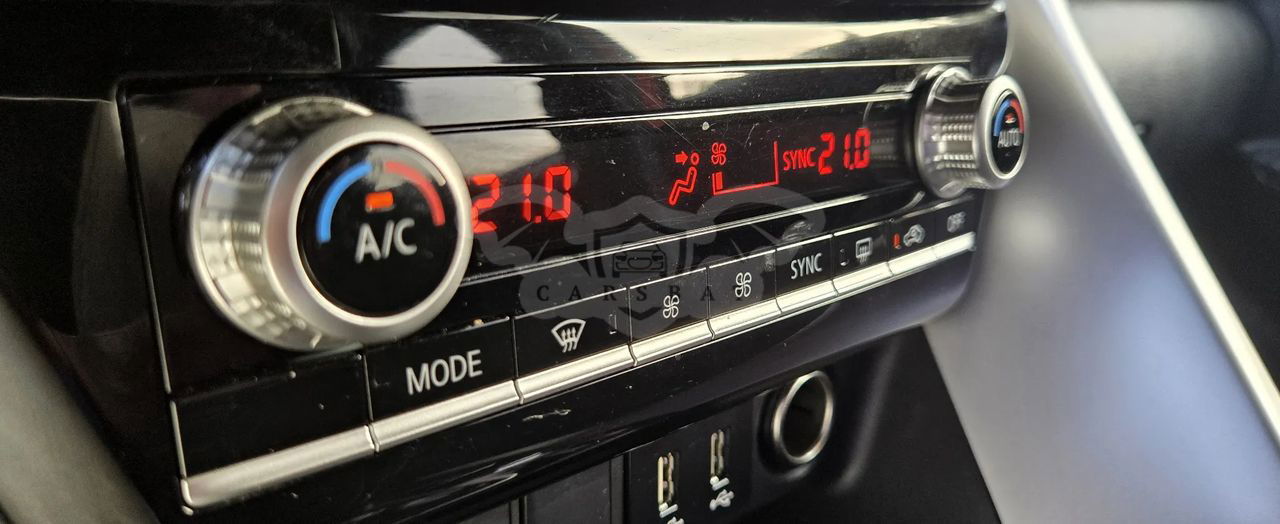 A/C
21.0
SYNC 21.0
AUTO
MODE
SYNC
OFF